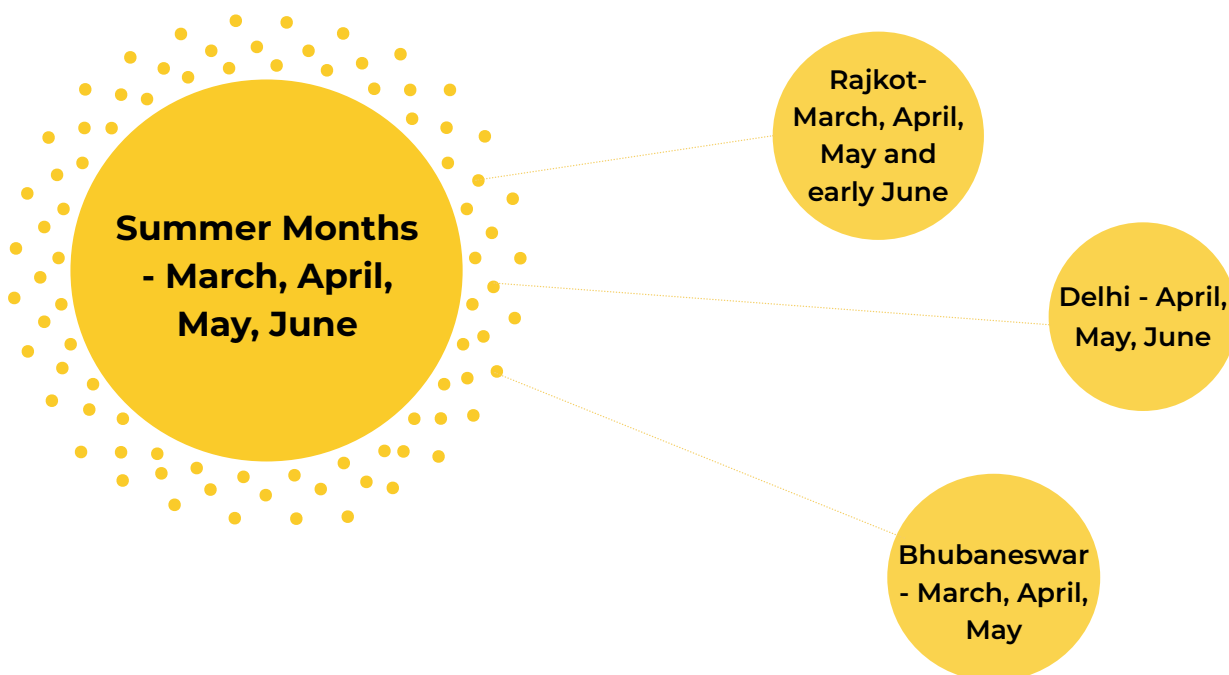 Summer Months
- March, April,
May, June
Rajkot-
March, April,
May and
early June
Delhi - April,
May, June
Bhubaneswar
- March, April,
May